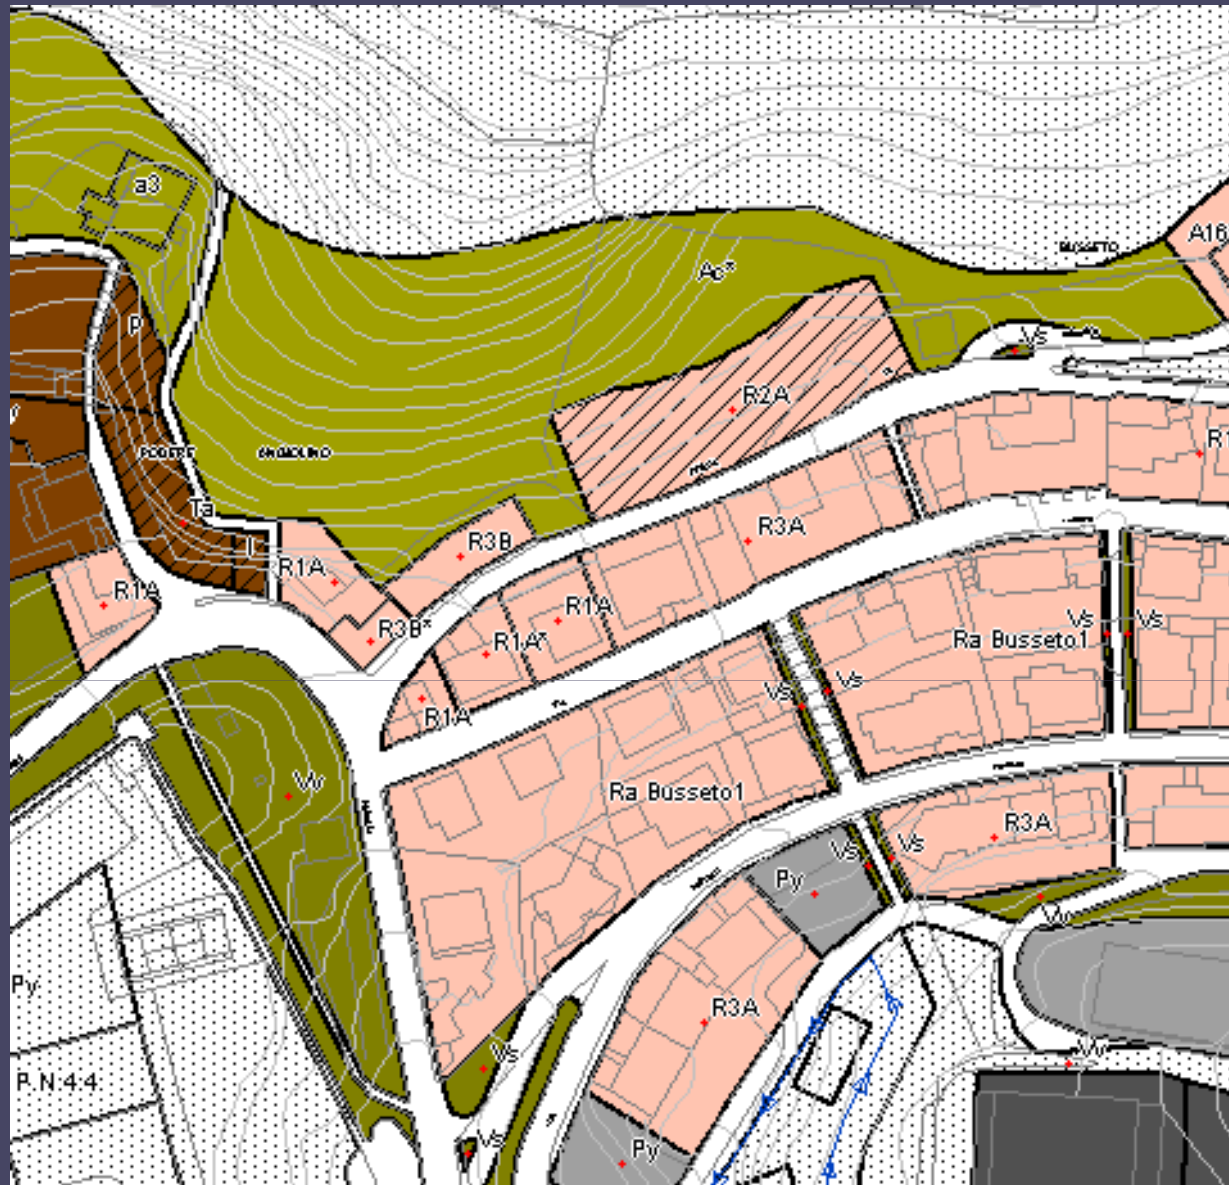 a3
A16
BUSSETO
Ac*
P
Vs
R2A
PODERE
R3A
Ta
R3B
I
R1A
R1A
R1A
R3B*
R1A*
Vs
Vs
Ra Busseto1
Vs
Vs
R1A
Vv
Ra Busseto1
R3A
Vs
Vs
Py
Vv
Py
R3A
Vs
Vv
P.N.4.4
Vs
Py